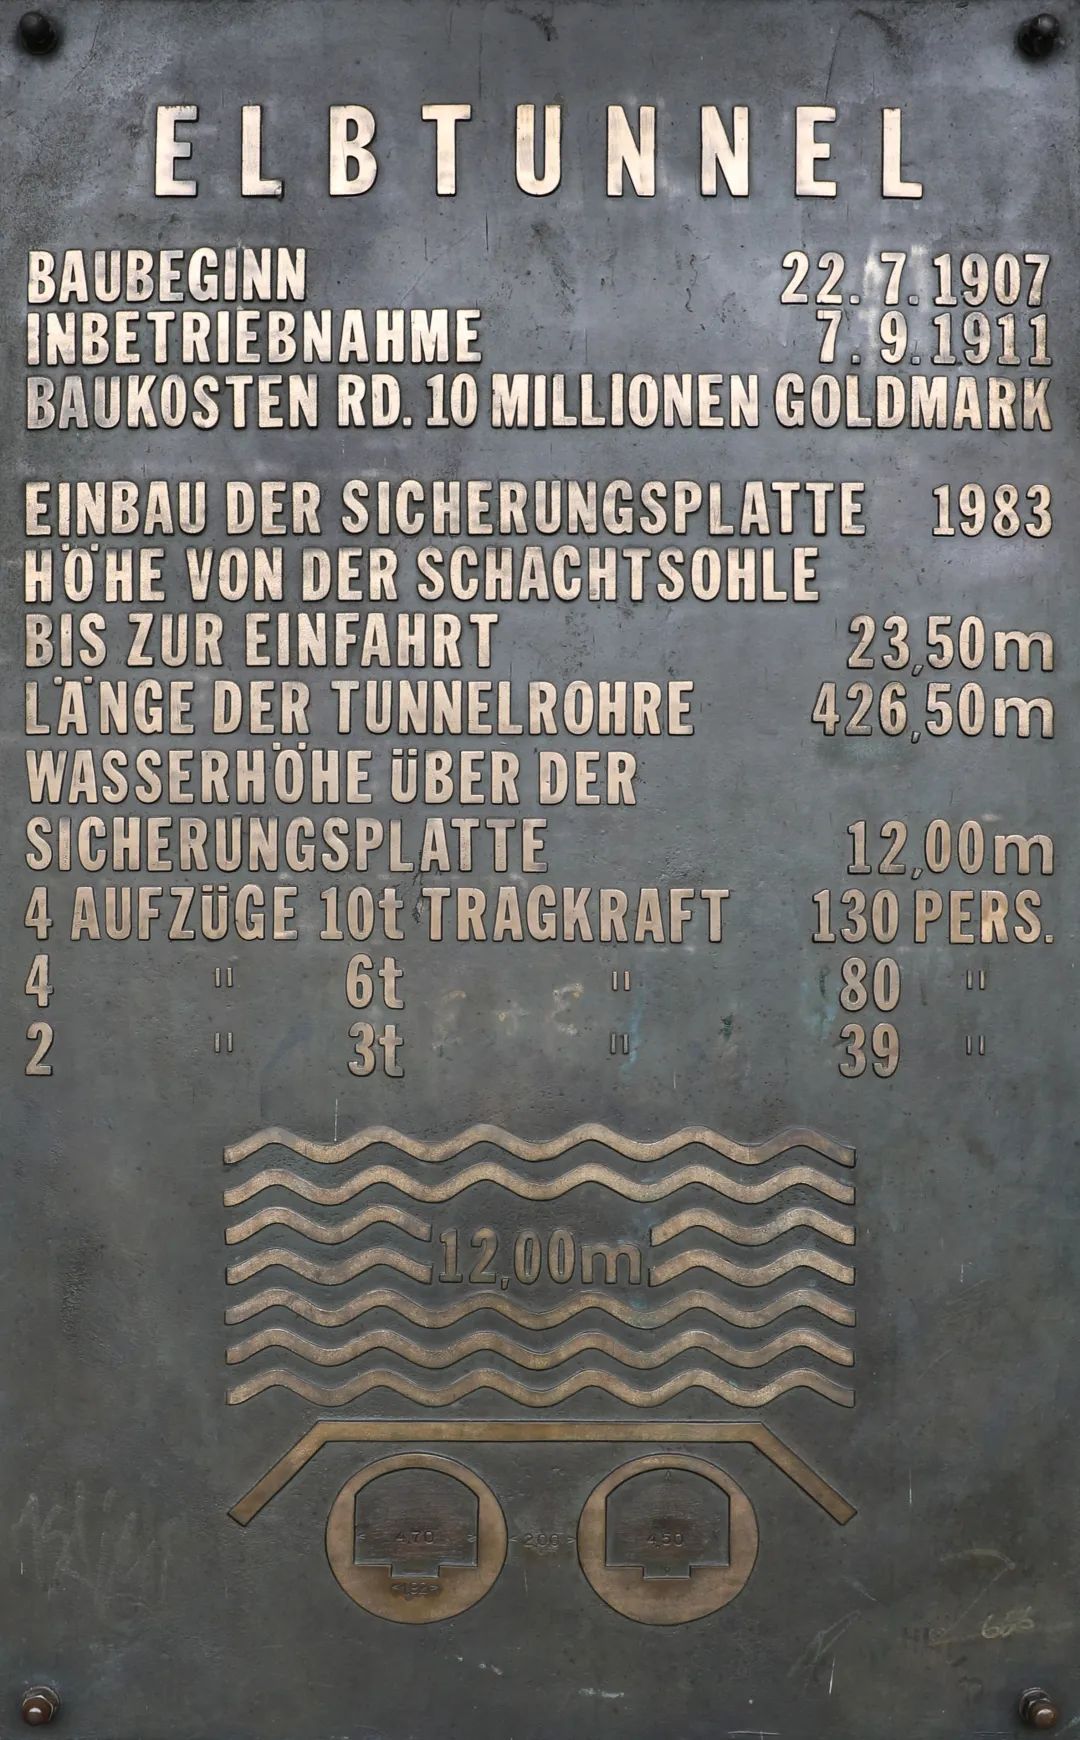 ELBTUNNEL
BAUBEGINN 22.7.1907
INBETRIEBNAHME 7.9.1911
BAUKOSTEN RD. 10 MILLIONEN GOLDMARK
EINBAU DER SICHERUNGSPLATTE 1983
HÖHE VON DER SCHACHTSOHLE
BIS ZUR EINFAHRT 23,50m
LÄNGE DER TUNNELROHRE 426,50m
WASSERHÖHE ÜBER DER
SICHERUNGSPLATTE 12,00m
4 AUFZÜGE 10t TRAGKRAFT 130 PERS.
4 " 6t " 80 "
2 " 3t " 39 "
12,00m
4,70 2,00 4,50
1,82